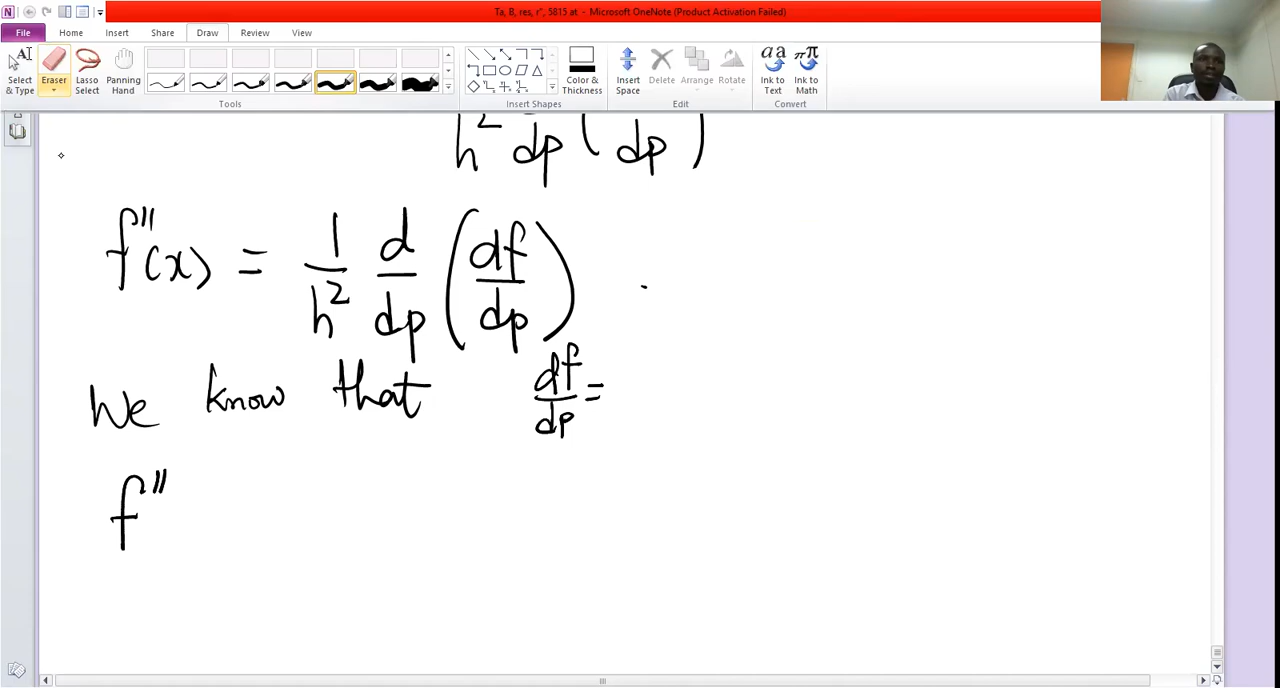 Ta, B, res, r", 5815 at - Microsoft OneNote (Product Activation Failed)
File Home Insert Share Draw Review View
Select & Type Eraser Lasso Select Panning Hand Color & Thickness Insert Space Delete Arrange Rotate Ink to Text Ink to Math
Tools Insert Shapes Edit Convert
h² dp ( dp )
f''(x) = 1/h² d/dp (df/dp)
We know that df/dp =
f''